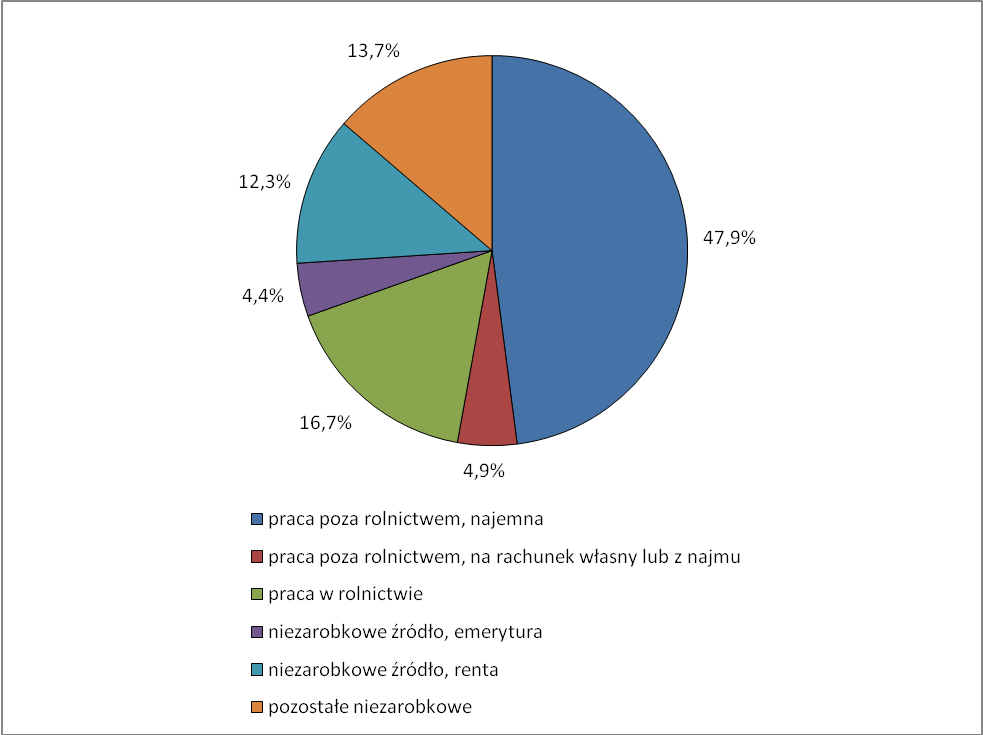 13,7%
12,3%
47,9%
4,4%
16,7%
4,9%
praca poza rolnictwem, najemna
praca poza rolnictwem, na rachunek własny lub z najmu
praca w rolnictwie
niezarobkowe źródło, emerytura
niezarobkowe źródło, renta
pozostałe niezarobkowe